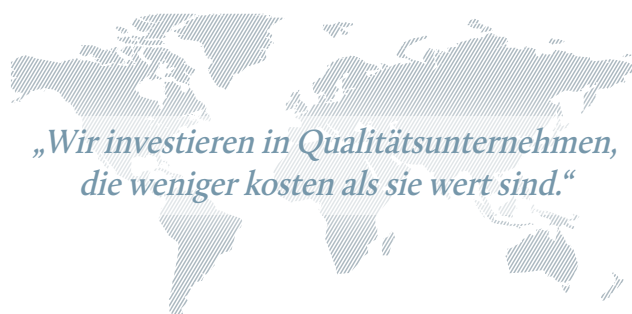 „Wir investieren in Qualitätsunternehmen,
die weniger kosten als sie wert sind.“